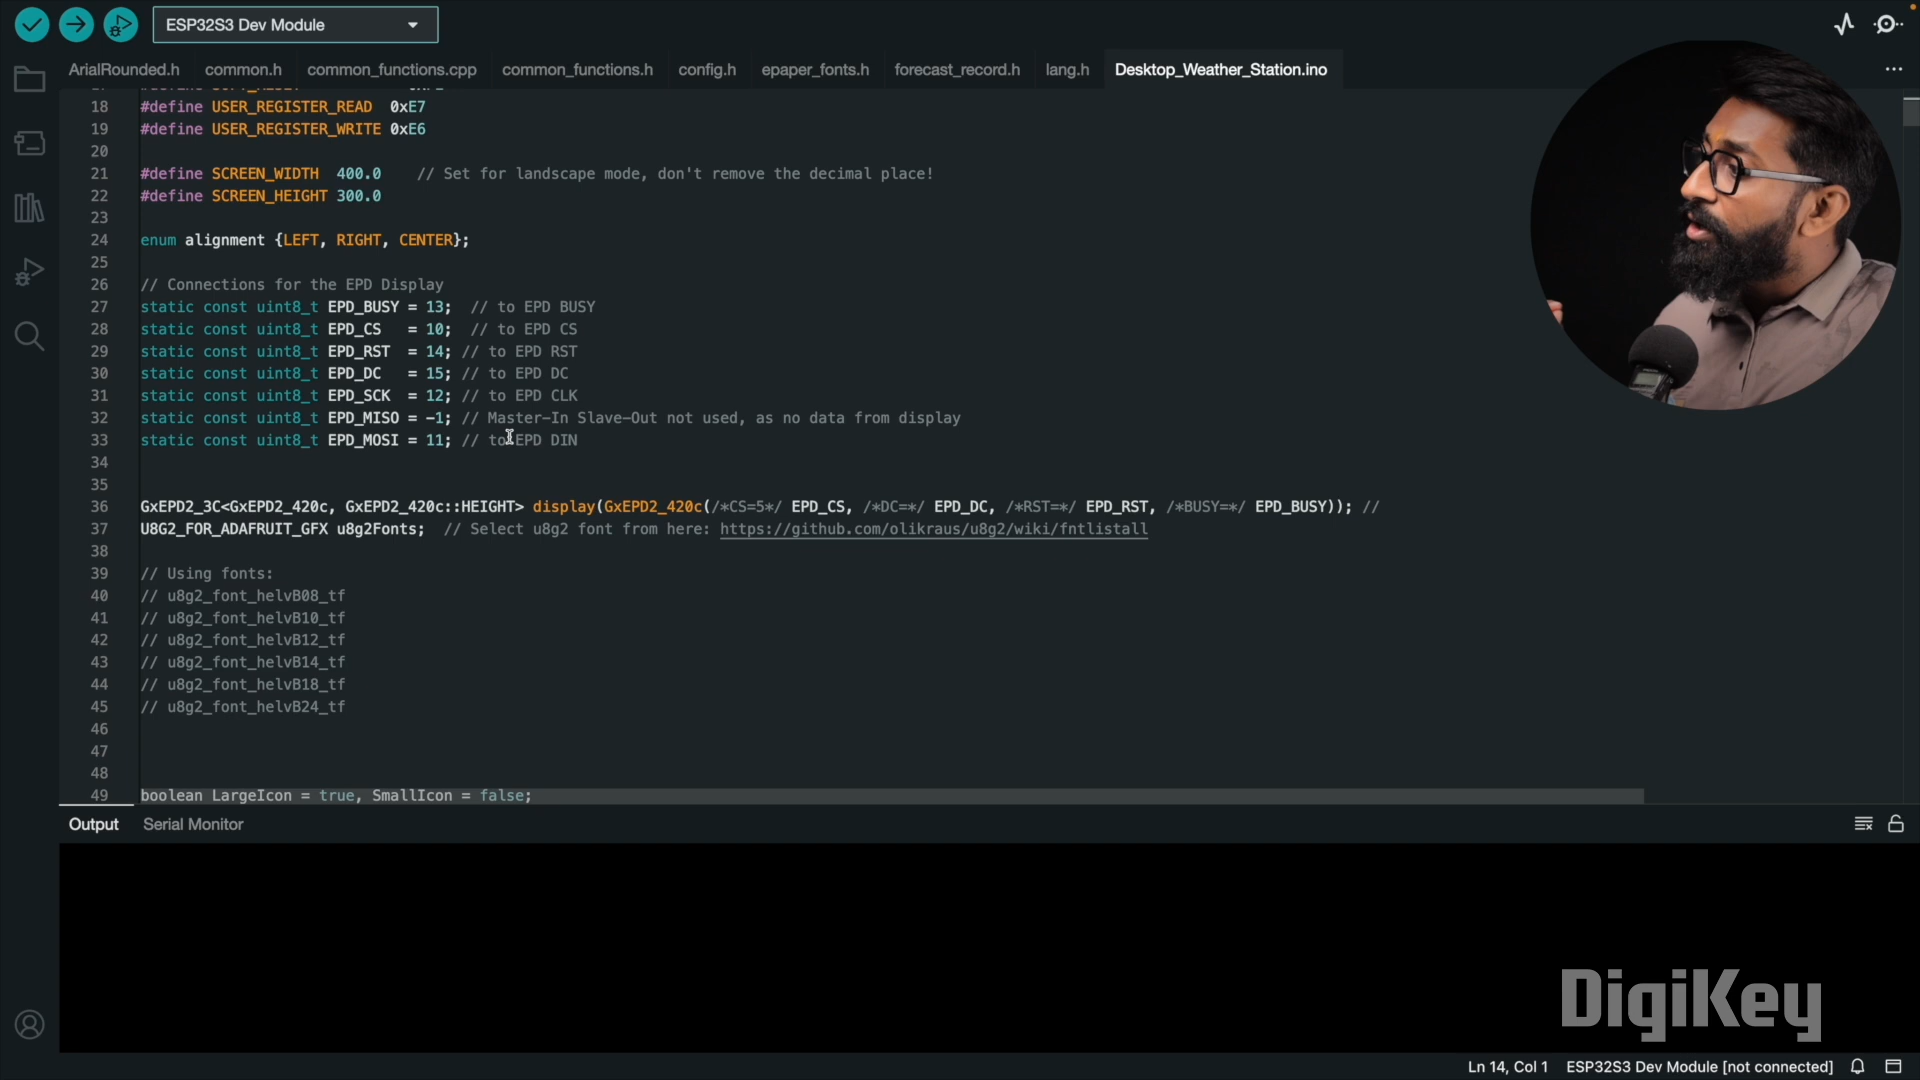 ESP32S3 Dev Module
ArialRounded.h common.h common_functions.cpp common_functions.h config.h epaper_fonts.h forecast_record.h lang.h Desktop_Weather_Station.ino
18 #define USER_REGISTER_READ 0xE7
19 #define USER_REGISTER_WRITE 0xE6
20
21 #define SCREEN_WIDTH 400.0 // Set for landscape mode, don't remove the decimal place!
22 #define SCREEN_HEIGHT 300.0
23
24 enum alignment {LEFT, RIGHT, CENTER};
25
26 // Connections for the EPD Display
27 static const uint8_t EPD_BUSY = 13; // to EPD BUSY
28 static const uint8_t EPD_CS = 10; // to EPD CS
29 static const uint8_t EPD_RST = 14; // to EPD RST
30 static const uint8_t EPD_DC = 15; // to EPD DC
31 static const uint8_t EPD_SCK = 12; // to EPD CLK
32 static const uint8_t EPD_MISO = -1; // Master-In Slave-Out not used, as no data from display
33 static const uint8_t EPD_MOSI = 11; // to EPD DIN
34
35
36 GxEPD2_3C<GxEPD2_420c, GxEPD2_420c::HEIGHT> display(GxEPD2_420c(/*CS=5*/ EPD_CS, /*DC=*/ EPD_DC, /*RST=*/ EPD_RST, /*BUSY=*/ EPD_BUSY)); //
37 U8G2_FOR_ADAFRUIT_GFX u8g2Fonts; // Select u8g2 font from here: https://github.com/olikraus/u8g2/wiki/fntlistall
38
39 // Using fonts:
40 // u8g2_font_helvB08_tf
41 // u8g2_font_helvB10_tf
42 // u8g2_font_helvB12_tf
43 // u8g2_font_helvB14_tf
44 // u8g2_font_helvB18_tf
45 // u8g2_font_helvB24_tf
46
47
48
49 boolean LargeIcon = true, SmallIcon = false;
Output Serial Monitor
DigiKey
Ln 14, Col 1 ESP32S3 Dev Module [not connected]